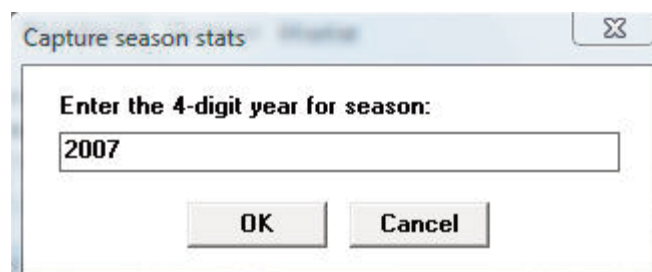 Capture season stats
Enter the 4-digit year for season:
2007
OK Cancel